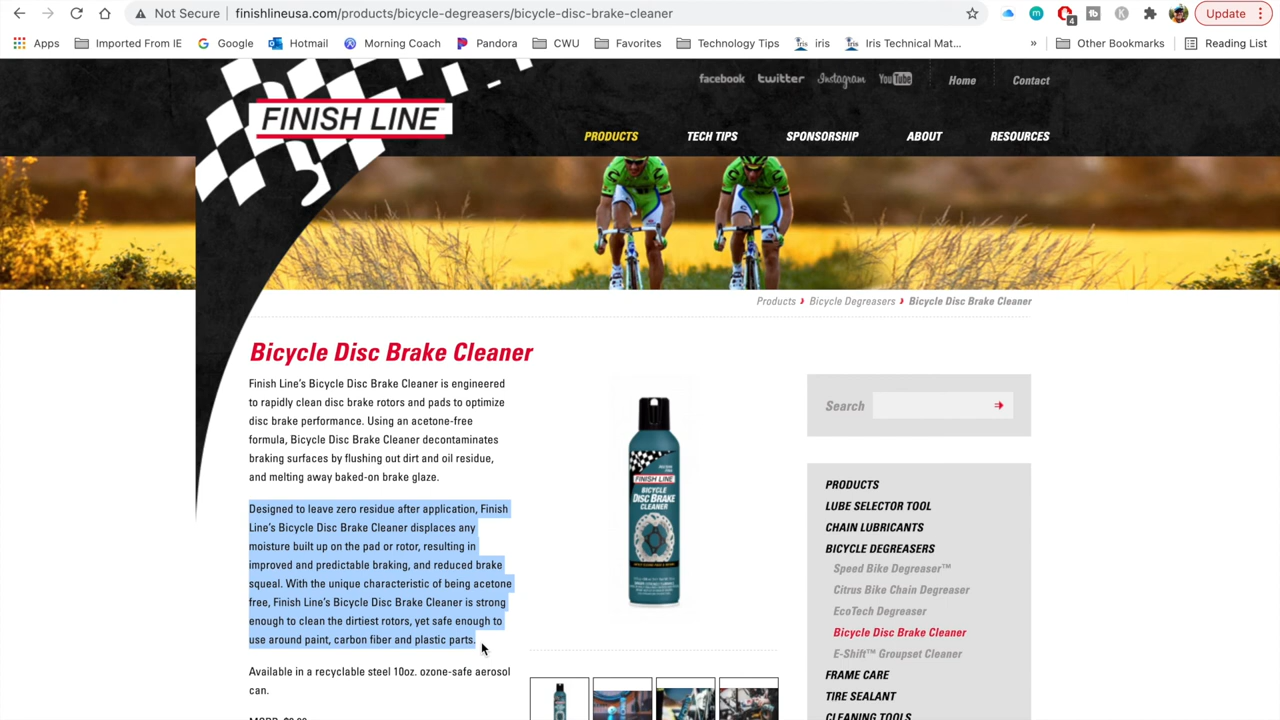 Not Secure
finishlineusa.com/products/bicycle-degreasers/bicycle-disc-brake-cleaner
4
Update
Apps
Imported From IE
Google
Hotmail
Morning Coach
Pandora
CWU
Favorites
Technology Tips
iris
Iris Technical Mat...
»
Other Bookmarks
Reading List
FINISH LINE
facebook
twitter
Instagram
YouTube
Home
Contact
PRODUCTS
TECH TIPS
SPONSORSHIP
ABOUT
RESOURCES
Products › Bicycle Degreasers › Bicycle Disc Brake Cleaner
Bicycle Disc Brake Cleaner
Finish Line's Bicycle Disc Brake Cleaner is engineered
to rapidly clean disc brake rotors and pads to optimize
disc brake performance. Using an acetone-free
formula, Bicycle Disc Brake Cleaner decontaminates
braking surfaces by flushing out dirt and oil residue,
and melting away baked-on brake glaze.
Designed to leave zero residue after application, Finish
Line's Bicycle Disc Brake Cleaner displaces any
moisture built up on the pad or rotor, resulting in
improved and predictable braking, and reduced brake
squeal. With the unique characteristic of being acetone
free, Finish Line's Bicycle Disc Brake Cleaner is strong
enough to clean the dirtiest rotors, yet safe enough to
use around paint, carbon fiber and plastic parts.
Available in a recyclable steel 10oz. ozone-safe aerosol
can.
FINISH LINE
BICYCLE
DISC BRAKE
CLEANER
Search
PRODUCTS
LUBE SELECTOR TOOL
CHAIN LUBRICANTS
BICYCLE DEGREASERS
Speed Bike Degreaser™
Citrus Bike Chain Degreaser
EcoTech Degreaser
Bicycle Disc Brake Cleaner
E-Shift™ Groupset Cleaner
FRAME CARE
TIRE SEALANT
CLEANING TOOLS